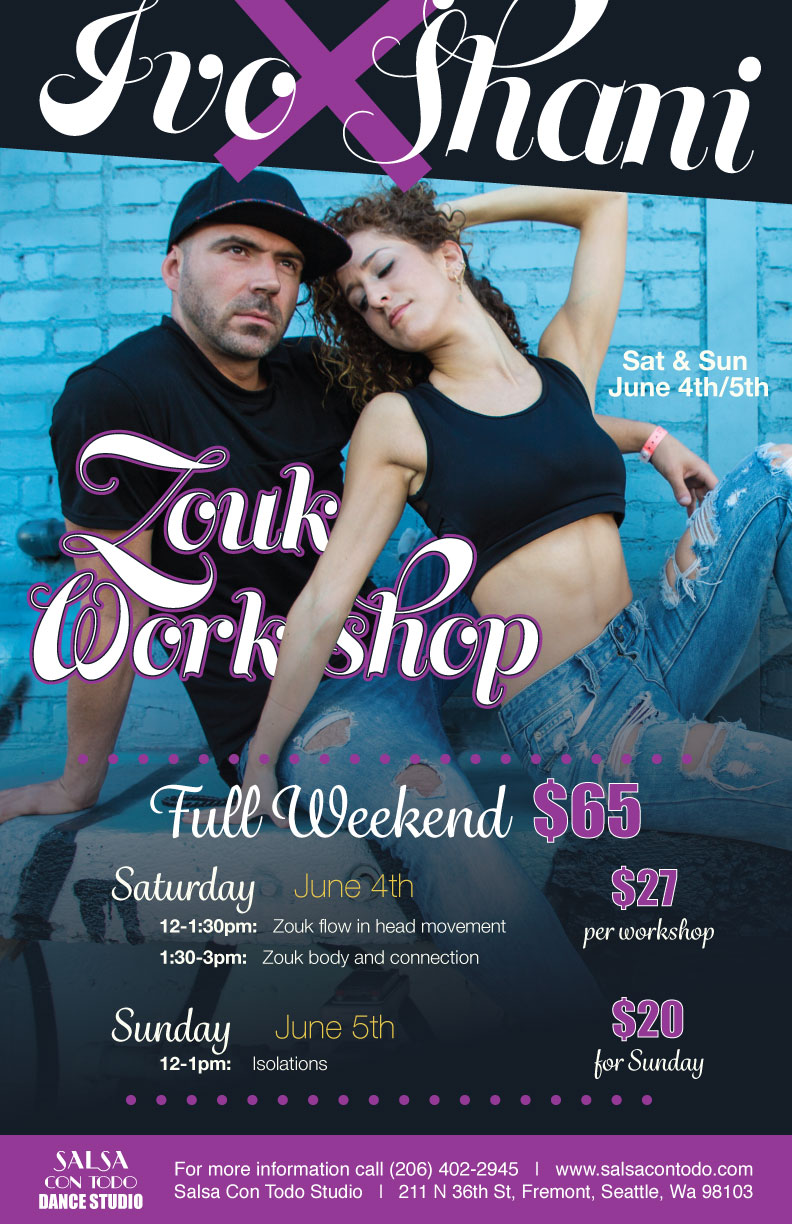 Ivo X Shani
Sat & Sun
June 4th/5th
Zouk
Workshop
Full Weekend $65
Saturday June 4th
12-1:30pm: Zouk flow in head movement
1:30-3pm: Zouk body and connection
$27
per workshop
Sunday June 5th
12-1pm: Isolations
$20
for Sunday
SALSA
CON TODO
DANCE STUDIO
For more information call (206) 402-2945 | www.salsacontodo.com
Salsa Con Todo Studio | 211 N 36th St, Fremont, Seattle, Wa 98103